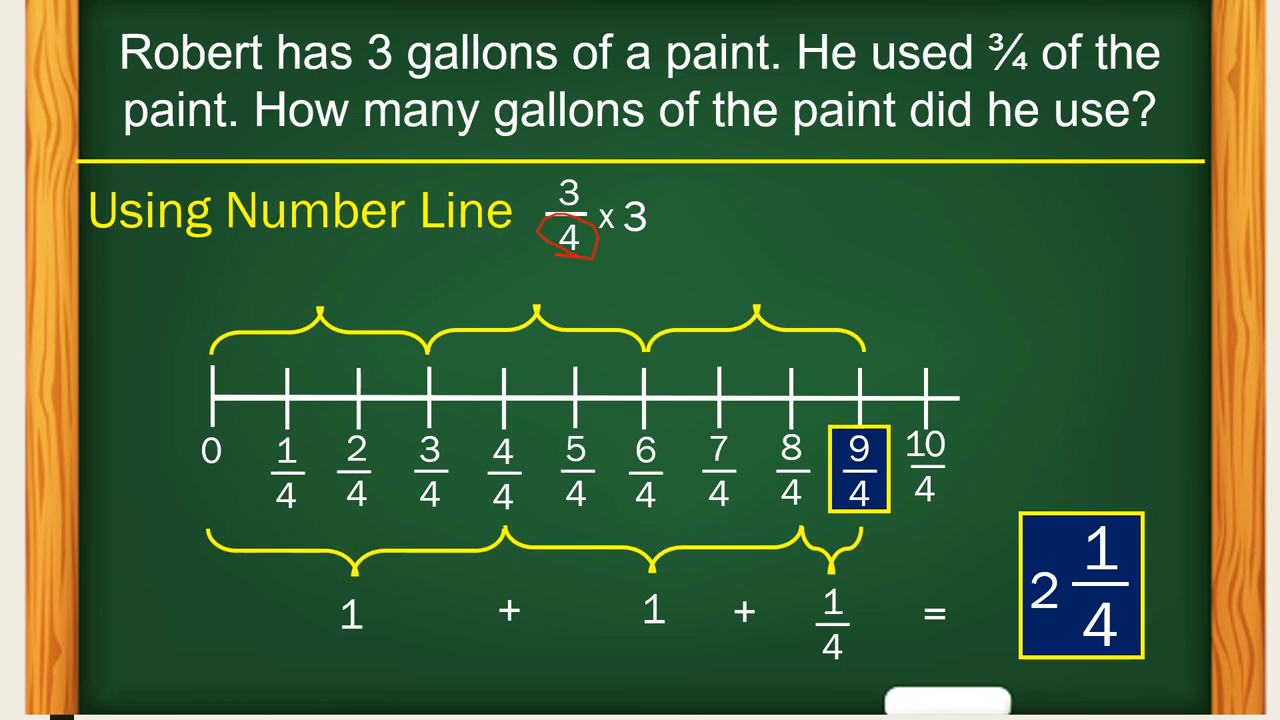 Robert has 3 gallons of a paint. He used ¾ of the
paint. How many gallons of the paint did he use?
Using Number Line 3/4 x 3
0 1/4 2/4 3/4 4/4 5/4 6/4 7/4 8/4 9/4 10/4
1 + 1 + 1/4 = 2 1/4